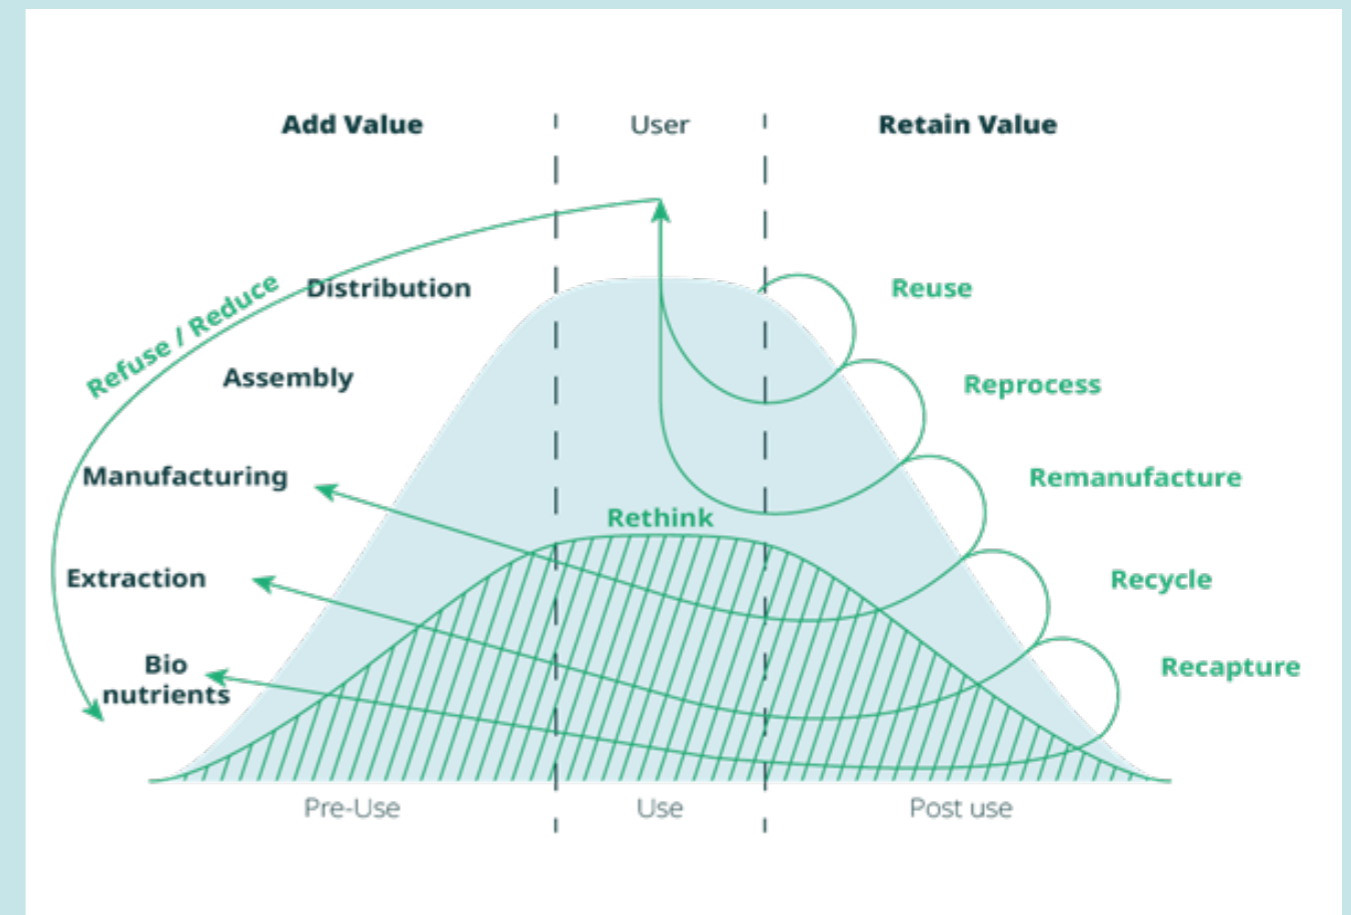 Add Value
User
Retain Value
Refuse / Reduce
Distribution
Reuse
Assembly
Reprocess
Manufacturing
Remanufacture
Rethink
Extraction
Recycle
Bio
nutrients
Recapture
Pre-Use
Use
Post use